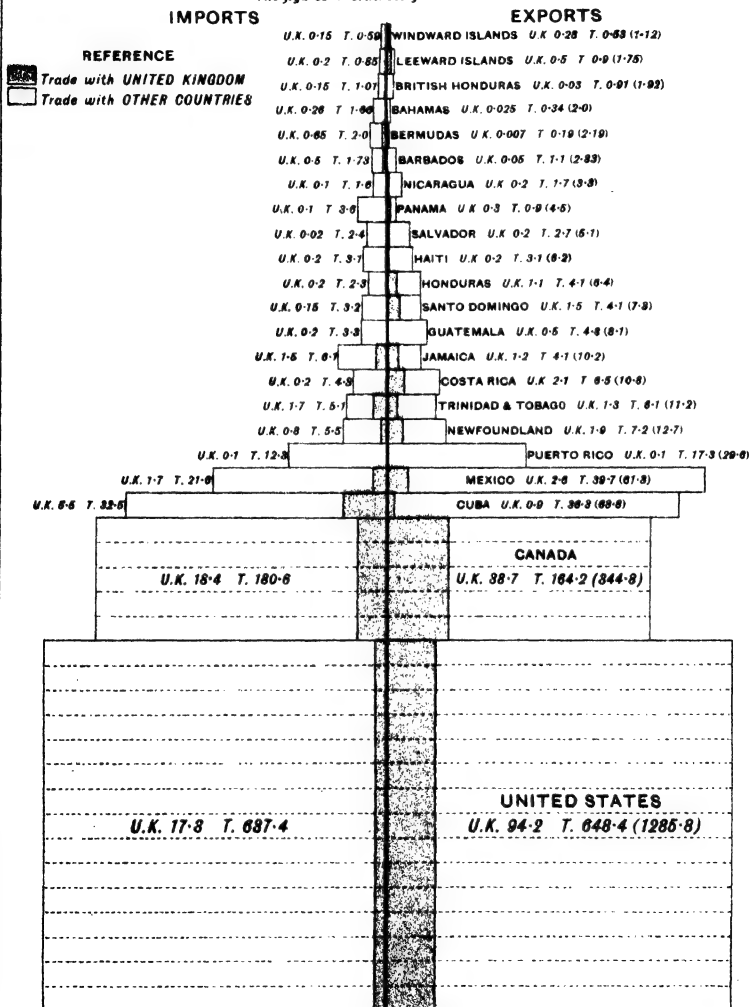 IMPORTS EXPORTS
REFERENCE
Trade with UNITED KINGDOM
Trade with OTHER COUNTRIES
U.K. 0·15 T. 0·59 WINDWARD ISLANDS U.K 0·28 T. 0·53 (1·12)
U.K. 0·2 T. 0·85 LEEWARD ISLANDS U.K. 0·5 T 0·9 (1·75)
U.K. 0·15 T. 1·01 BRITISH HONDURAS U.K. 0·03 T. 0·91 (1·92)
U.K. 0·26 T 1·66 BAHAMAS U.K. 0·025 T. 0·34 (2·0)
U.K. 0·65 T. 2·0 BERMUDAS U.K. 0·007 T 0·19 (2·19)
U.K. 0·5 T. 1·73 BARBADOS U.K. 0·05 T. 1·1 (2·83)
U.K. 0·1 T. 1·6 NICARAGUA U.K 0·2 T. 1·7 (3·3)
U.K. 0·1 T 3·6 PANAMA U K 0·3 T. 0·9 (4·5)
U.K. 0·02 T. 2·4 SALVADOR U.K 0·2 T. 2·7 (5·1)
U.K. 0·2 T. 3·1 HAITI U.K 0·2 T. 3·1 (6·2)
U.K. 0·2 T. 2·3 HONDURAS U.K. 1·1 T. 4·1 (6·4)
U.K. 0·15 T. 3·2 SANTO DOMINGO U.K. 1·5 T. 4·1 (7·3)
U.K. 0·2 T. 3·3 GUATEMALA U.K. 0·5 T. 4·8 (8·1)
U.K. 1·5 T. 6·1 JAMAICA U.K. 1·2 T 4·1 (10·2)
U.K. 0·2 T. 4·3 COSTA RICA U.K 2·1 T 6·5 (10·8)
U.K. 1·7 T. 5·1 TRINIDAD & TOBAGO U.K. 1·3 T. 6·1 (11·2)
U.K. 0·8 T. 5·5 NEWFOUNDLAND U.K. 1·9 T. 7·2 (12·7)
U.K. 0·1 T. 12·3 PUERTO RICO U.K. 0·1 T. 17·3 (29·6)
U.K. 1·7 T. 21·6 MEXICO U.K. 2·6 T. 39·7 (61·3)
U.K. 5·5 T. 32·5 CUBA U.K. 0·9 T. 36·3 (68·8)
CANADA
U.K. 18·4 T. 180·6 U.K. 38·7 T. 164·2 (344·8)
UNITED STATES
U.K. 17·3 T. 637·4 U.K. 94·2 T. 648·4 (1285·8)